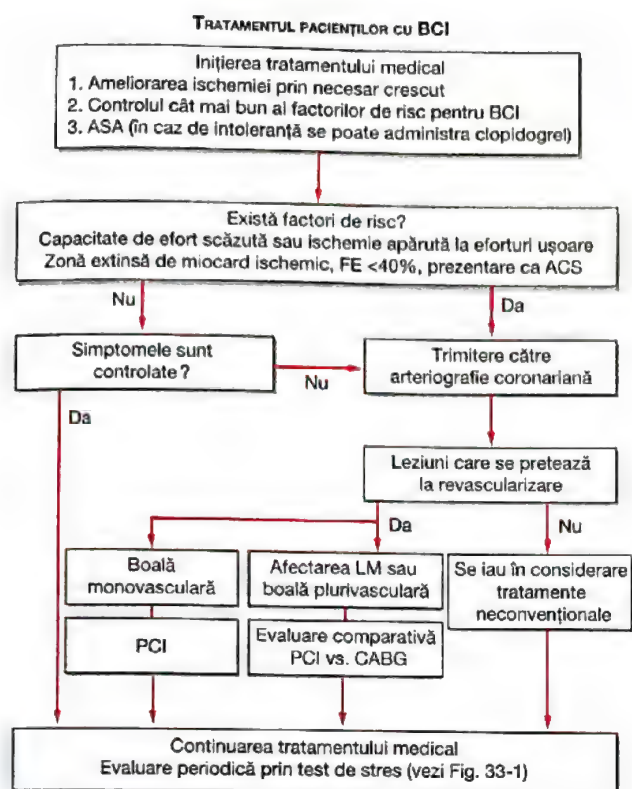 TRATAMENTUL PACIENȚILOR CU BCI
Inițierea tratamentului medical
1. Ameliorarea ischemiei prin necesar crescut
2. Controlul cât mai bun al factorilor de risc pentru BCI
3. ASA (în caz de intoleranță se poate administra clopidogrel)
Există factori de risc?
Capacitate de efort scăzută sau ischemie apărută la eforturi ușoare
Zonă extinsă de miocard ischemic, FE <40%, prezentare ca ACS
Nu
Da
Simptomele sunt
controlate?
Nu
Trimitere către
arteriografie coronariană
Da
Leziuni care se pretează
la revascularizare
Da
Nu
Boală
monovasculară
Afectarea LM sau
boală plurivasculară
Se iau în considerare
tratamente
neconvenționale
PCI
Evaluare comparativă
PCI vs. CABG
Continuarea tratamentului medical
Evaluare periodică prin test de stres (vezi Fig. 33-1)